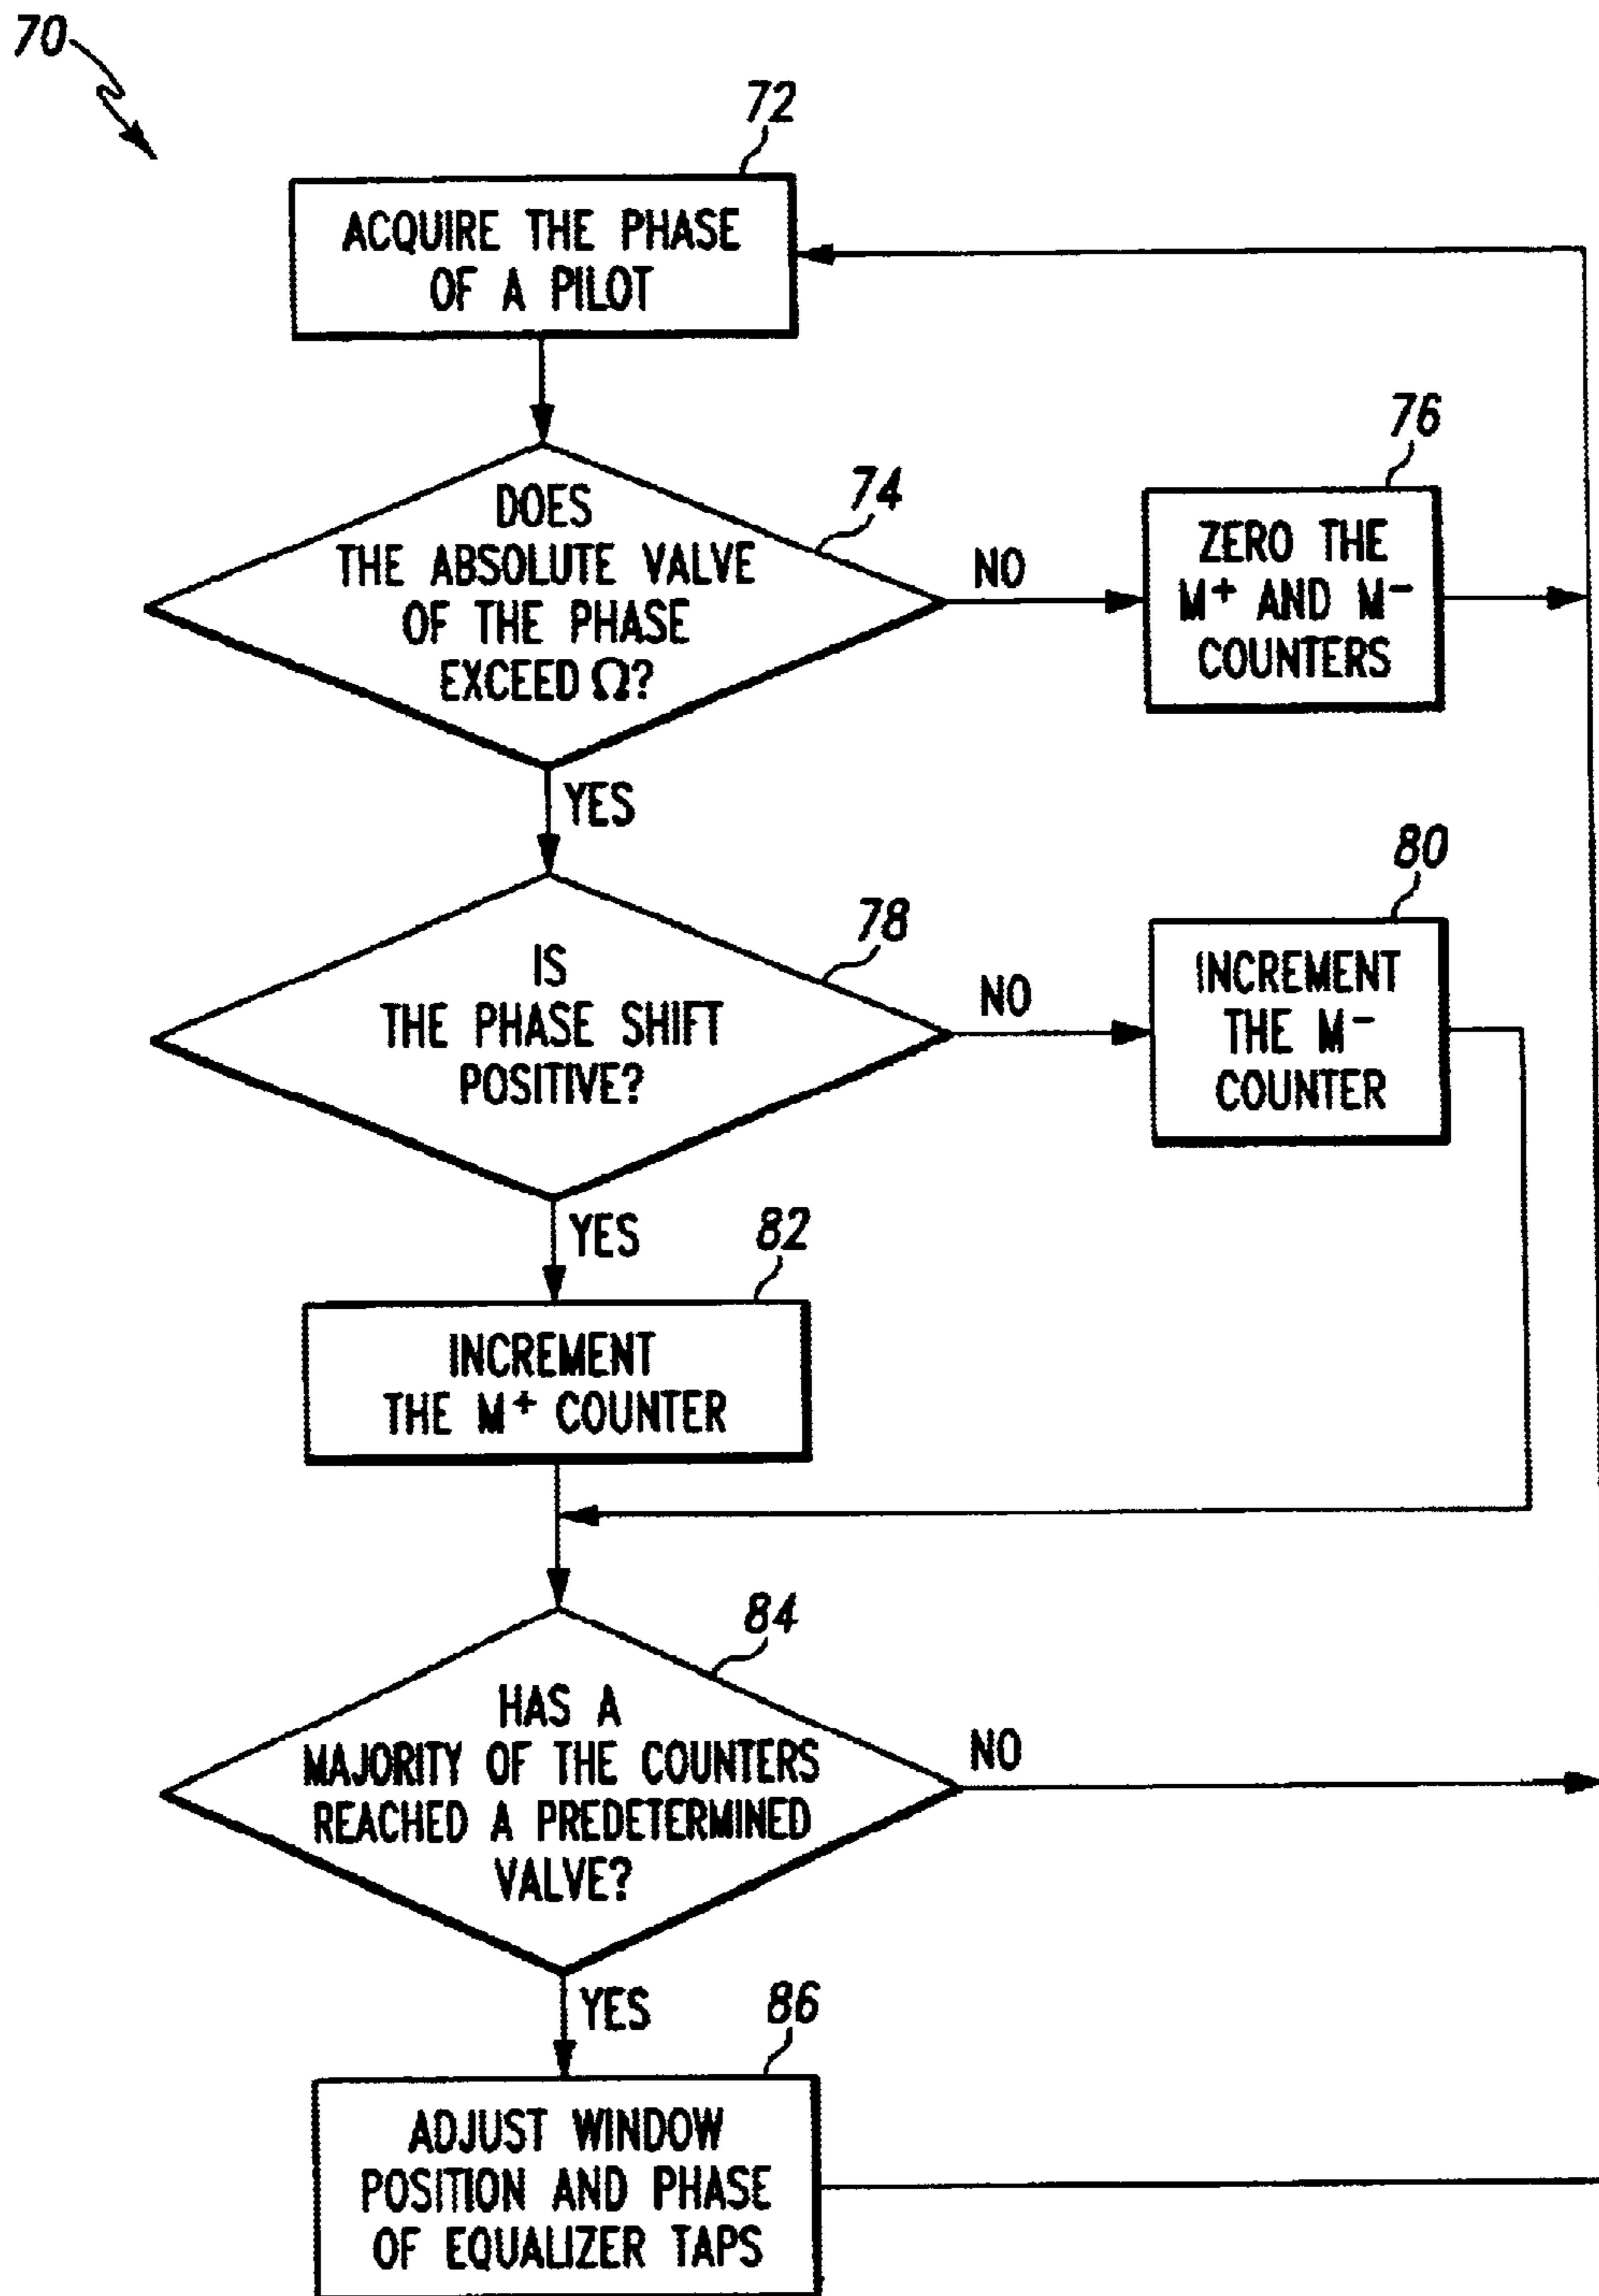 70
72
ACQUIRE THE PHASE
OF A PILOT
74
DOES
THE ABSOLUTE VALVE
OF THE PHASE
EXCEED Ω?
NO
76
ZERO THE
M+ AND M-
COUNTERS
YES
78
IS
THE PHASE SHIFT
POSITIVE?
NO
80
INCREMENT
THE M-
COUNTER
YES
82
INCREMENT
THE M+ COUNTER
84
HAS A
MAJORITY OF THE COUNTERS
REACHED A PREDETERMINED
VALVE?
NO
YES
86
ADJUST WINDOW
POSITION AND PHASE
OF EQUALIZER TAPS